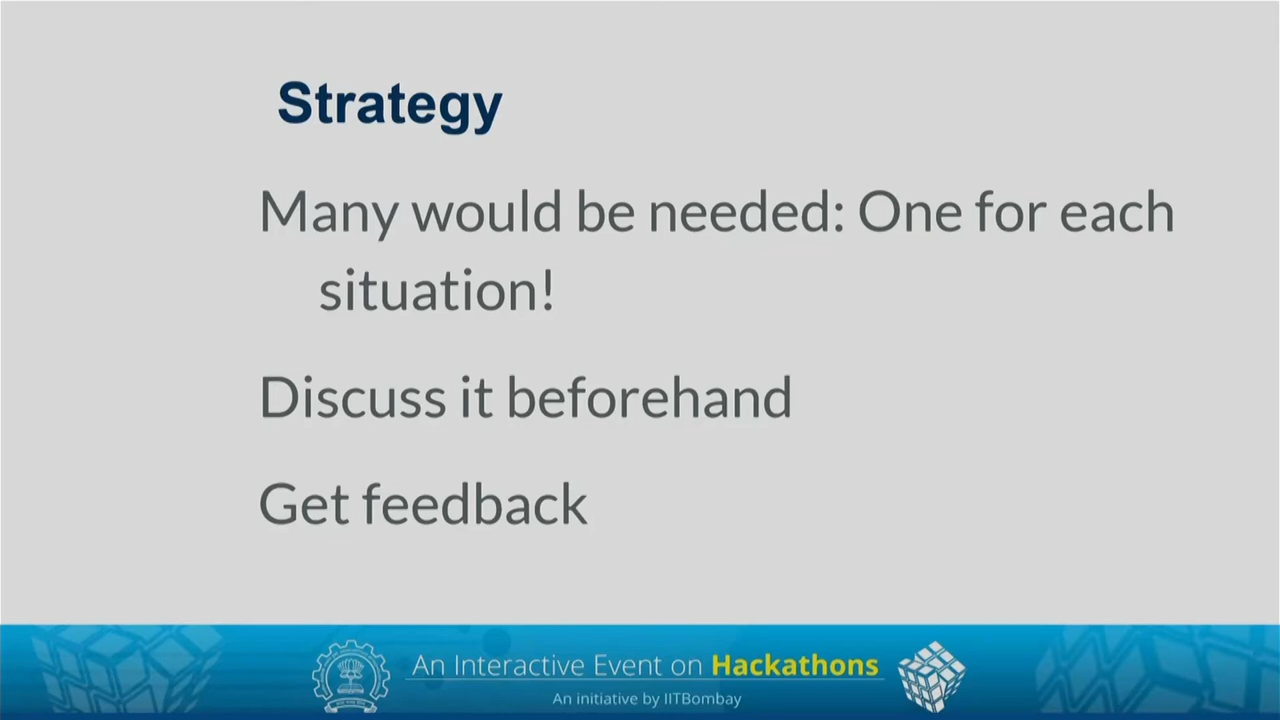 Strategy
Many would be needed: One for each
situation!
Discuss it beforehand
Get feedback
An Interactive Event on Hackathons
An initiative by IITBombay